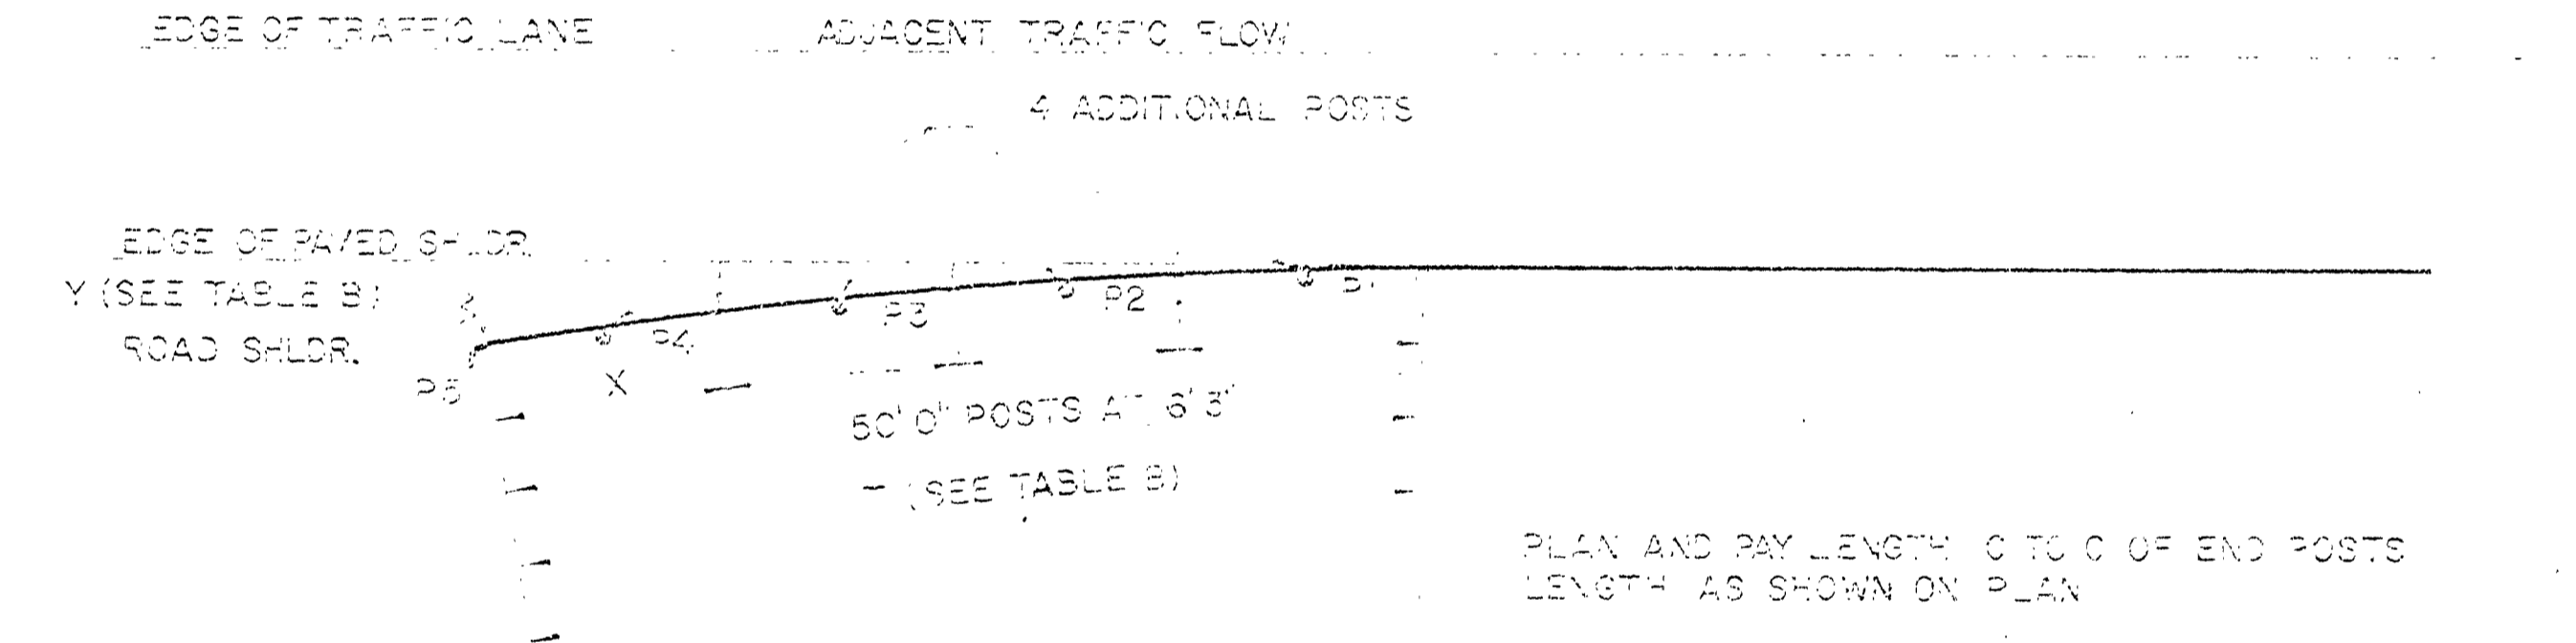 EDGE OF TRAFFIC LANE
ADJACENT TRAFFIC FLOW
4 ADDITIONAL POSTS
EDGE OF PAVED SHLDR
Y (SEE TABLE B)
ROAD SHLDR.
P5
X
P4
P3
P2
P1
50'0" POSTS AT 6'3"
(SEE TABLE B)
PLAN AND PAY LENGTH C TO C OF END POSTS
LENGTH AS SHOWN ON PLAN